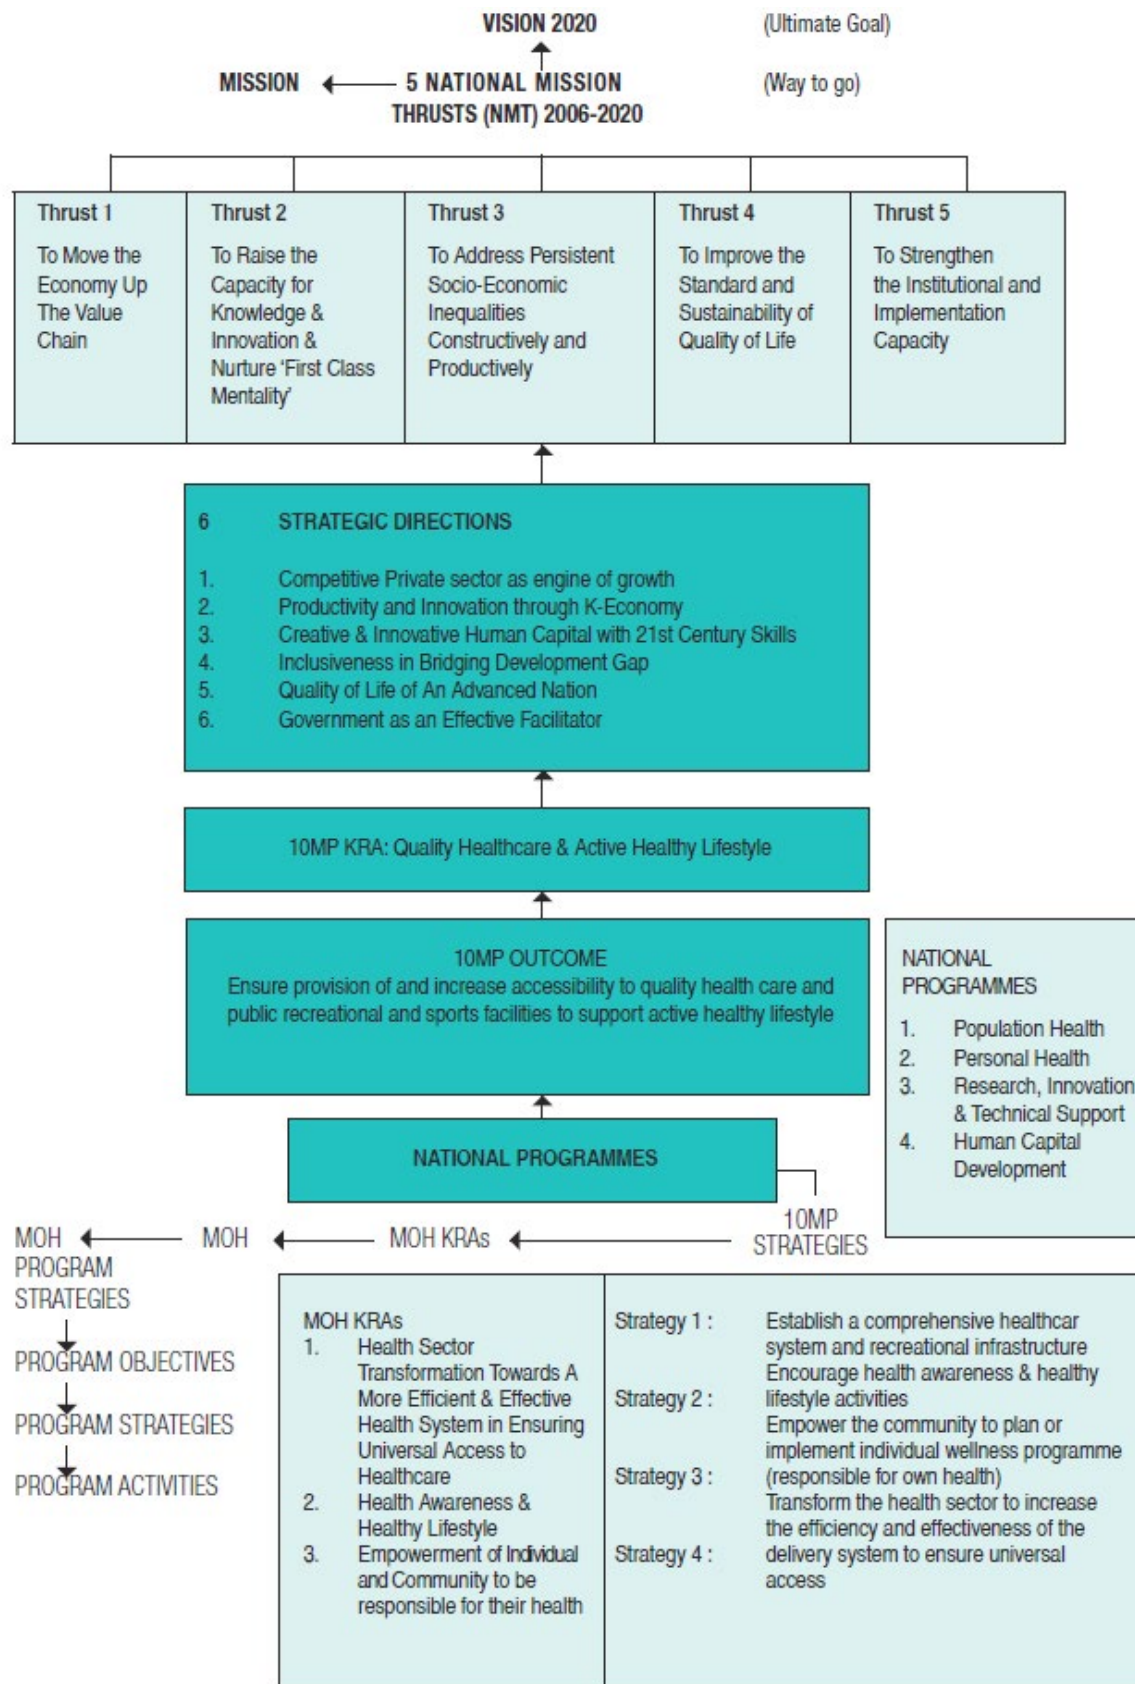 VISION 2020
(Ultimate Goal)
MISSION
5 NATIONAL MISSION
THRUSTS (NMT) 2006-2020
(Way to go)
Thrust 1
To Move the
Economy Up
The Value
Chain
Thrust 2
To Raise the
Capacity for
Knowledge &
Innovation &
Nurture ‘First Class
Mentality’
Thrust 3
To Address Persistent
Socio-Economic
Inequalities
Constructively and
Productively
Thrust 4
To Improve the
Standard and
Sustainability of
Quality of Life
Thrust 5
To Strengthen
the Institutional and
Implementation
Capacity
6 STRATEGIC DIRECTIONS
1. Competitive Private sector as engine of growth
2. Productivity and Innovation through K-Economy
3. Creative & Innovative Human Capital with 21st Century Skills
4. Inclusiveness in Bridging Development Gap
5. Quality of Life of An Advanced Nation
6. Government as an Effective Facilitator
10MP KRA: Quality Healthcare & Active Healthy Lifestyle
10MP OUTCOME
Ensure provision of and increase accessibility to quality health care and
public recreational and sports facilities to support active healthy lifestyle
NATIONAL
PROGRAMMES
1. Population Health
2. Personal Health
3. Research, Innovation
& Technical Support
4. Human Capital
Development
NATIONAL PROGRAMMES
10MP
STRATEGIES
MOH KRAs
MOH
MOH
PROGRAM
STRATEGIES
PROGRAM OBJECTIVES
PROGRAM STRATEGIES
PROGRAM ACTIVITIES
MOH KRAs
1. Health Sector
Transformation Towards A
More Efficient & Effective
Health System in Ensuring
Universal Access to
Healthcare
2. Health Awareness &
Healthy Lifestyle
3. Empowerment of Individual
and Community to be
responsible for their health
Strategy 1 : Establish a comprehensive healthcar
system and recreational infrastructure
Encourage health awareness & healthy
Strategy 2 : lifestyle activities
Empower the community to plan or
implement individual wellness programme
Strategy 3 : (responsible for own health)
Transform the health sector to increase
the efficiency and effectiveness of the
Strategy 4 : delivery system to ensure universal
access